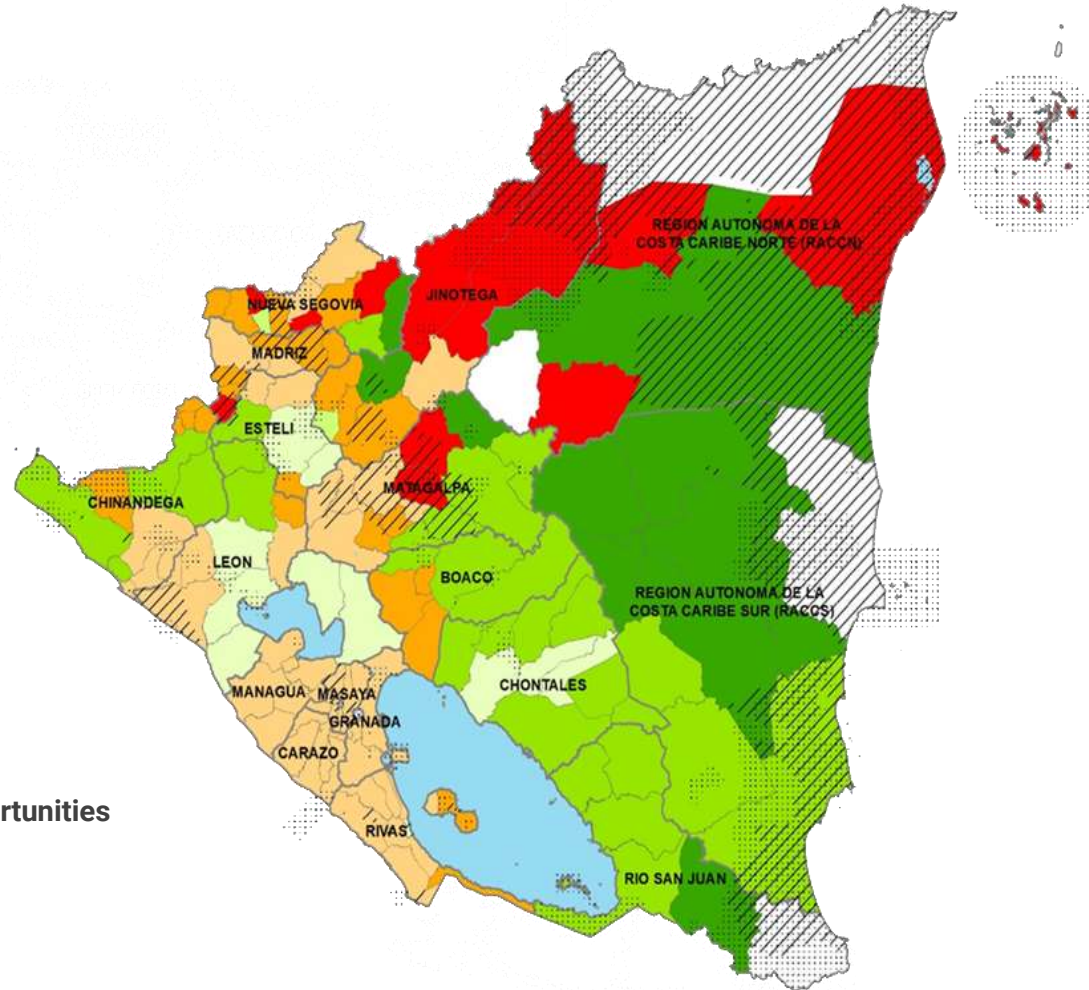 REGION AUTONOMA DE LA
COSTA CARIBE NORTE (RACCN)
JINOTEGA
NUEVA SEGOVIA
MADRIZ
ESTELI
MATAGALPA
CHINANDEGA
LEON
BOACO
REGION AUTONOMA DE LA
COSTA CARIBE SUR (RACCS)
CHONTALES
MANAGUA
MASAYA
GRANADA
CARAZO
rtunities
RIVAS
RIO SAN JUAN